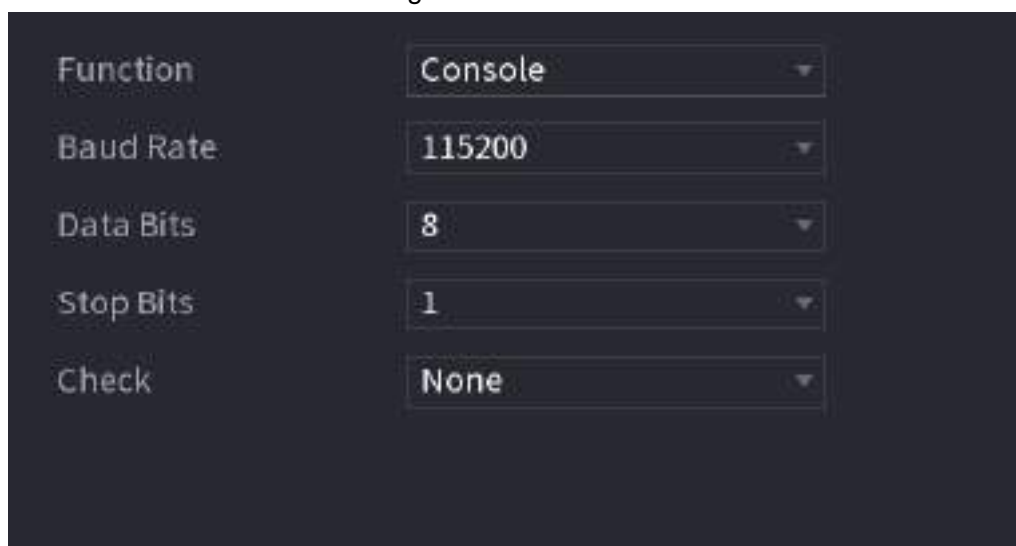 Function Console
Baud Rate 115200
Data Bits 8
Stop Bits 1
Check None